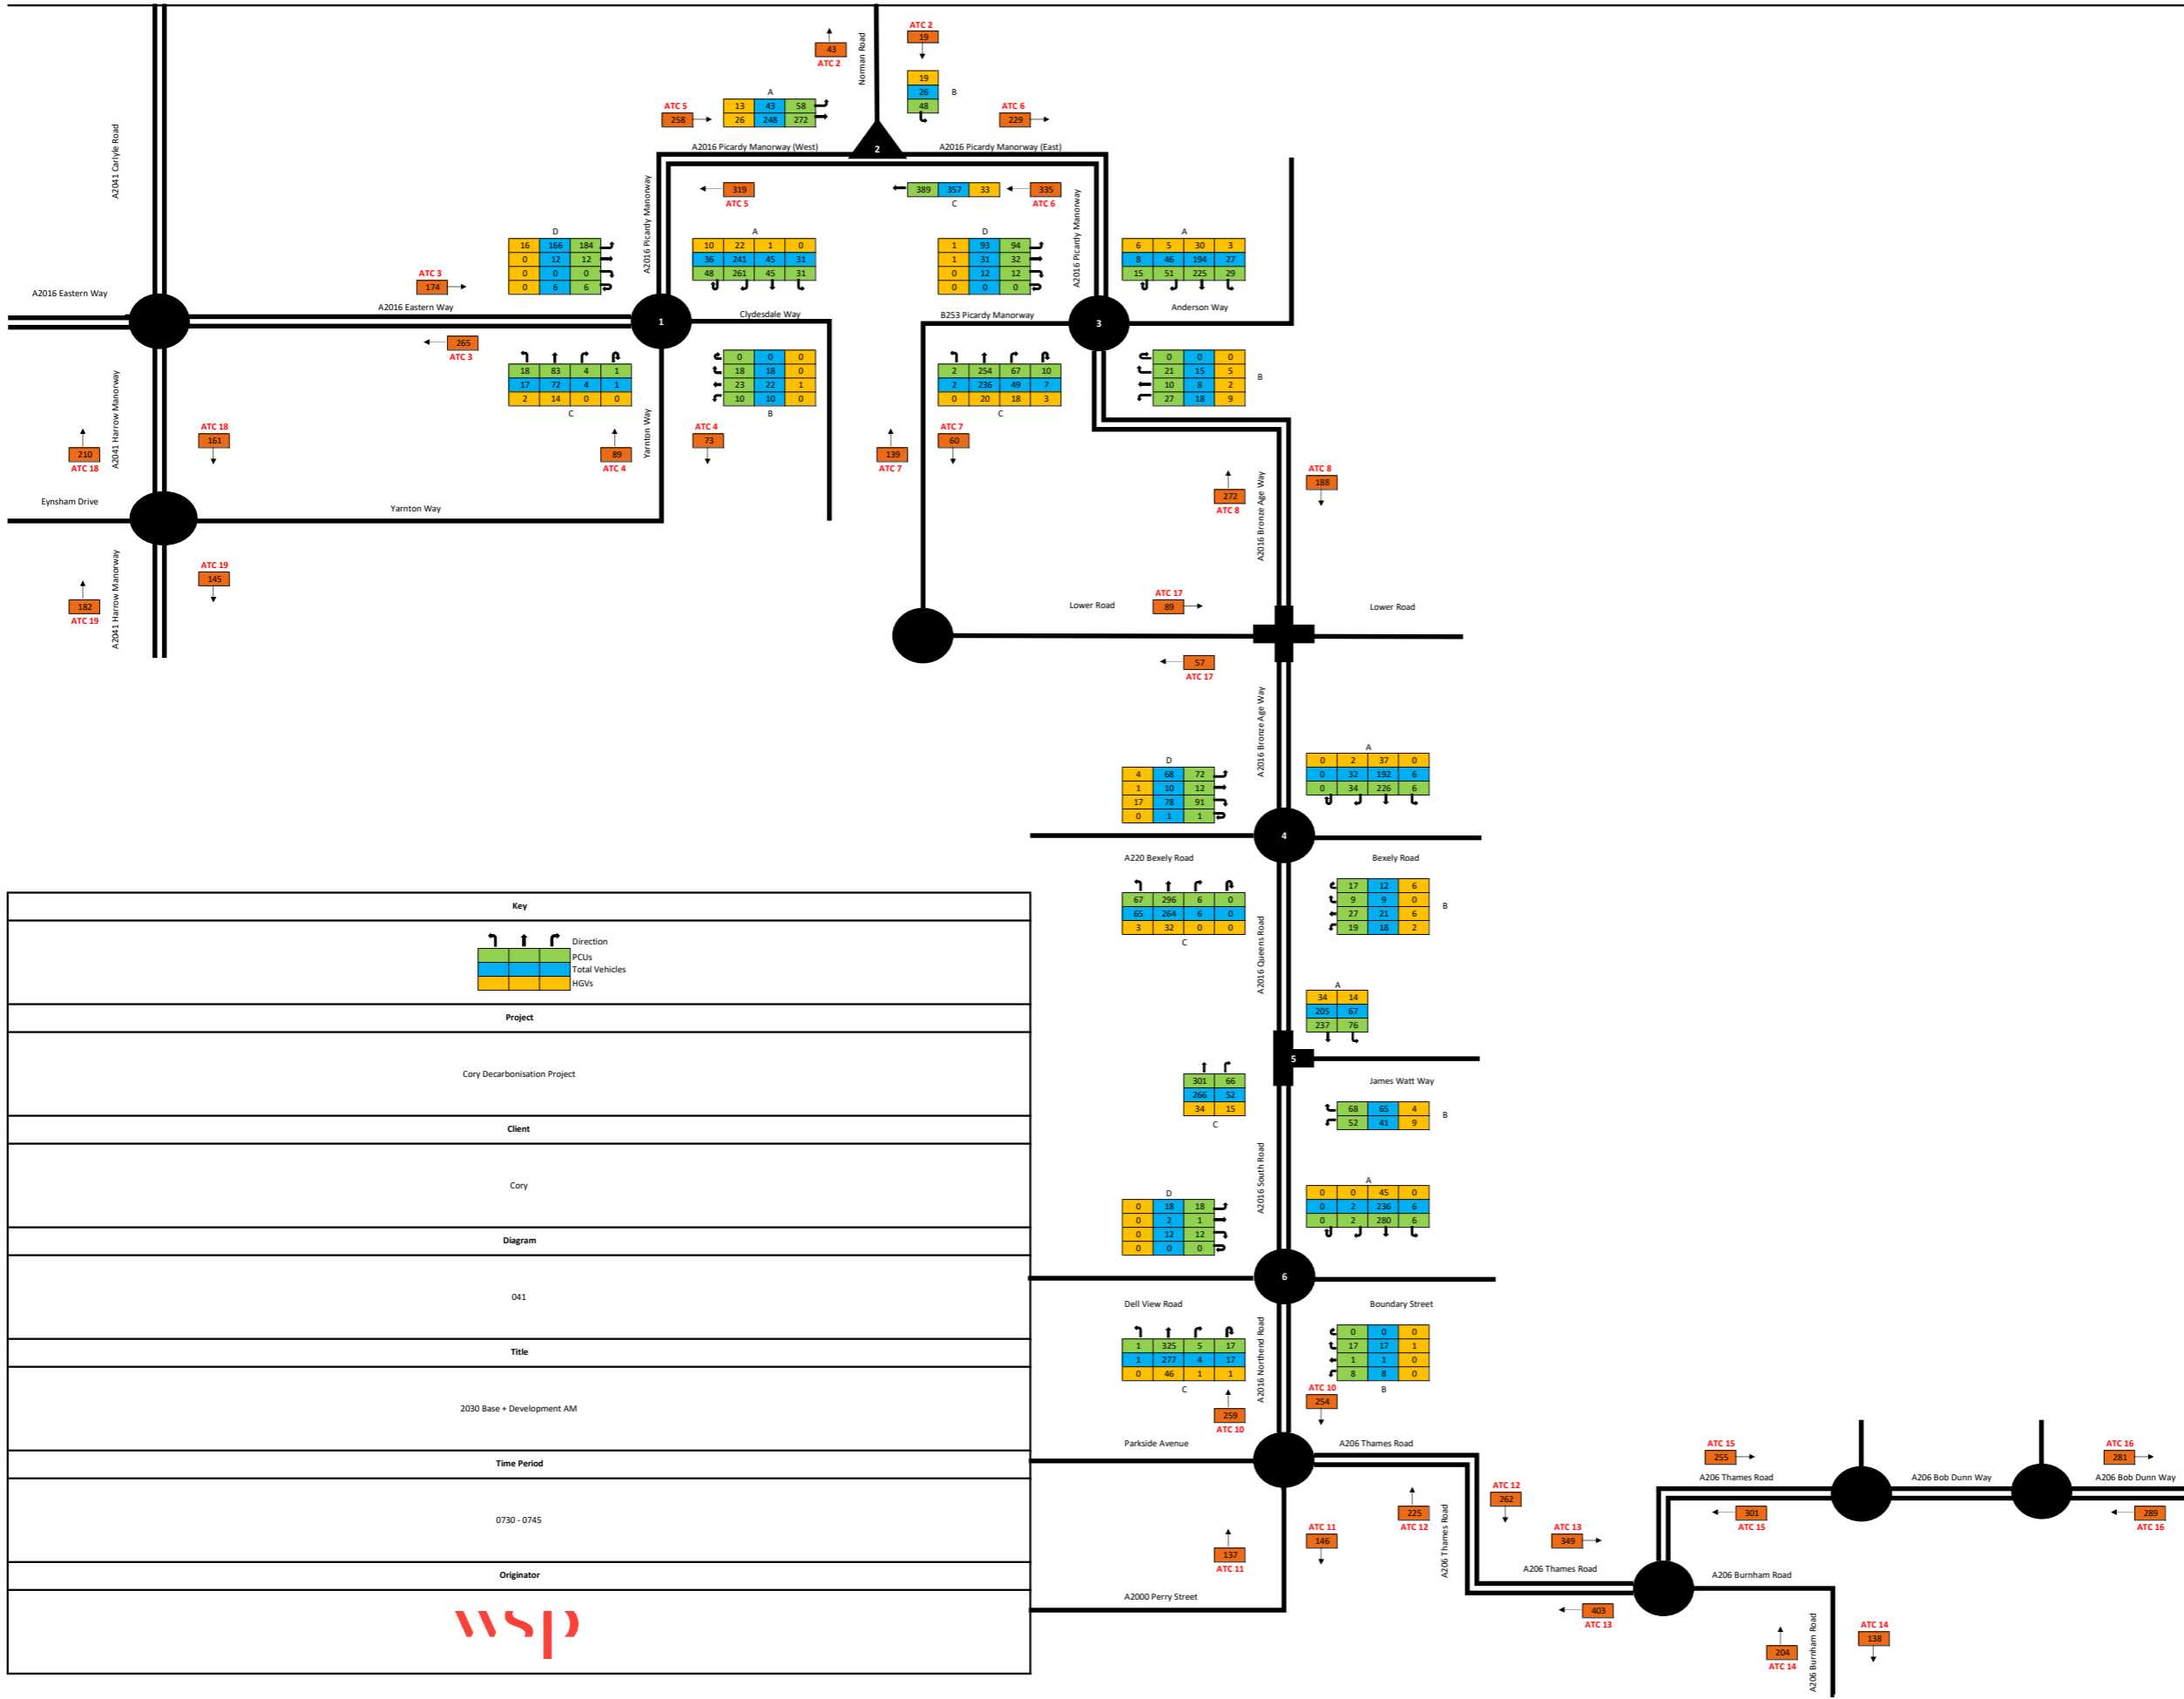 ATC 2
19
43
ATC 2
Norman Road
19
26
48
B
A
13 43 58
26 248 272
ATC 5
258
ATC 6
229
A2016 Picardy Manorway (West)
2
A2016 Picardy Manorway (East)
A2041 Carlyle Road
A2016 Picardy Manorway
319
ATC 5
389 357 33
C
335
ATC 6
A2016 Picardy Manorway
D
16 166 184
0 12 12
0 0 0
0 6 6
A
10 22 1 0
36 241 45 31
48 261 45 31
D
1 93 94
1 31 32
0 12 12
0 0 0
A
6 5 30 3
8 46 194 27
15 51 225 29
ATC 3
174
A2016 Eastern Way
A2016 Eastern Way
1
Clydesdale Way
B253 Picardy Manorway
3
Anderson Way
265
ATC 3
18 83 4 1
17 72 4 1
2 14 0 0
C
0 0 0
18 18 0
23 22 1
10 10 0
B
2 254 67 10
2 236 49 7
0 20 18 3
C
0 0 0
21 15 5
10 8 2
27 18 9
B
A2041 Harrow Manorway
210
ATC 18
ATC 18
161
89
ATC 4
Yarnton Way
ATC 4
73
139
ATC 7
ATC 7
60
272
ATC 8
A2016 Bronze Age Way
ATC 8
188
Eynsham Drive
Yarnton Way
182
ATC 19
A2041 Harrow Manorway
ATC 19
145
Lower Road
ATC 17
89
Lower Road
57
ATC 17
A2016 Bronze Age Way
D
4 68 72
1 10 12
17 78 91
0 1 1
A
0 2 37 0
0 32 192 6
0 34 226 6
4
A220 Bexely Road
Bexely Road
67 296 6 0
65 264 6 0
3 32 0 0
C
A2016 Queens Road
17 12 6
9 9 0
27 21 6
19 18 2
B
A
34 14
205 67
237 76
5
James Watt Way
301 66
266 52
34 15
C
68 65 4
52 41 9
B
A2016 South Road
D
0 18 18
0 2 1
0 12 12
0 0 0
A
0 0 45 0
0 2 236 6
0 2 280 6
6
Dell View Road
Boundary Street
1 325 5 17
1 277 4 17
0 46 1 1
C
A2016 Northend Road
0 0 0
17 17 1
1 1 0
8 8 0
B
259
ATC 10
ATC 10
254
Parkside Avenue
A206 Thames Road
225
ATC 12
A206 Thames Road
ATC 12
262
137
ATC 11
ATC 11
146
A2000 Perry Street
ATC 13
349
A206 Thames Road
403
ATC 13
ATC 15
255
A206 Thames Road
301
ATC 15
A206 Bob Dunn Way
ATC 16
281
A206 Bob Dunn Way
289
ATC 16
A206 Burnham Road
204
ATC 14
A206 Burnham Road
ATC 14
138
Key
Direction
PCUs
Total Vehicles
HGVs
Project
Cory Decarbonisation Project
Client
Cory
Diagram
041
Title
2030 Base + Development AM
Time Period
0730 - 0745
Originator
wsp